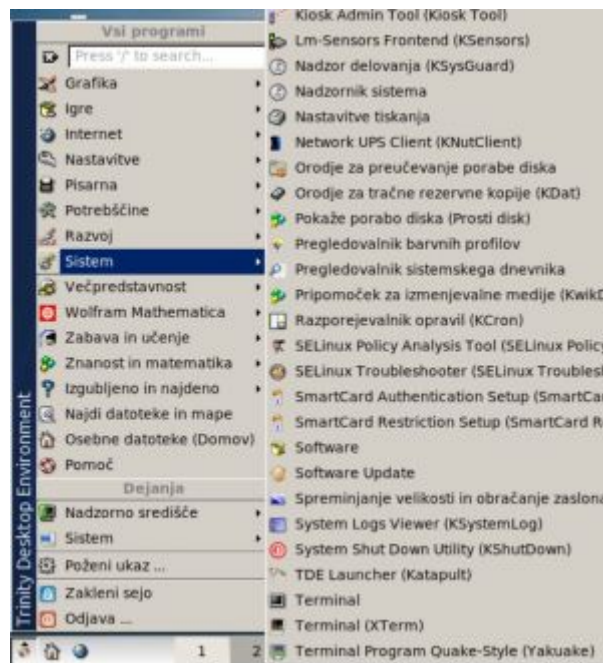 Vsi programi
Press '/' to search...
Grafika
Igre
Internet
Nastavitve
Pisarna
Potrebščine
Razvoj
Sistem
Večpredstavnost
Wolfram Mathematica
Zabava in učenje
Znanost in matematika
Izgubljeno in najdeno
Najdi datoteke in mape
Osebne datoteke (Domov)
Pomoč
Dejanja
Nadzorno središče
Sistem
Poženi ukaz ...
Zakleni sejo
Odjava ...
Trinity Desktop Environment
1
2
Kiosk Admin Tool (Kiosk Tool)
Lm-Sensors Frontend (KSensors)
Nadzor delovanja (KSysGuard)
Nadzornik sistema
Nastavitve tiskanja
Network UPS Client (KNutClient)
Orodje za preučevanje porabe diska
Orodje za tračne rezervne kopije (KDat)
Pokaže porabo diska (Prosti disk)
Pregledovalnik barvnih profilov
Pregledovalnik sistemskega dnevnika
Pripomoček za izmenjevalne medije (KwikD
Razporejevalnik opravil (KCron)
SELinux Policy Analysis Tool (SELinux Policy
SELinux Troubleshooter (SELinux Troubles
SmartCard Authentication Setup (SmartCa
SmartCard Restriction Setup (SmartCard R
Software
Software Update
Spreminjanje velikosti in obračanje zaslona
System Logs Viewer (KSystemLog)
System Shut Down Utility (KShutDown)
TDE Launcher (Katapult)
Terminal
Terminal (XTerm)
Terminal Program Quake-Style (Yakuake)